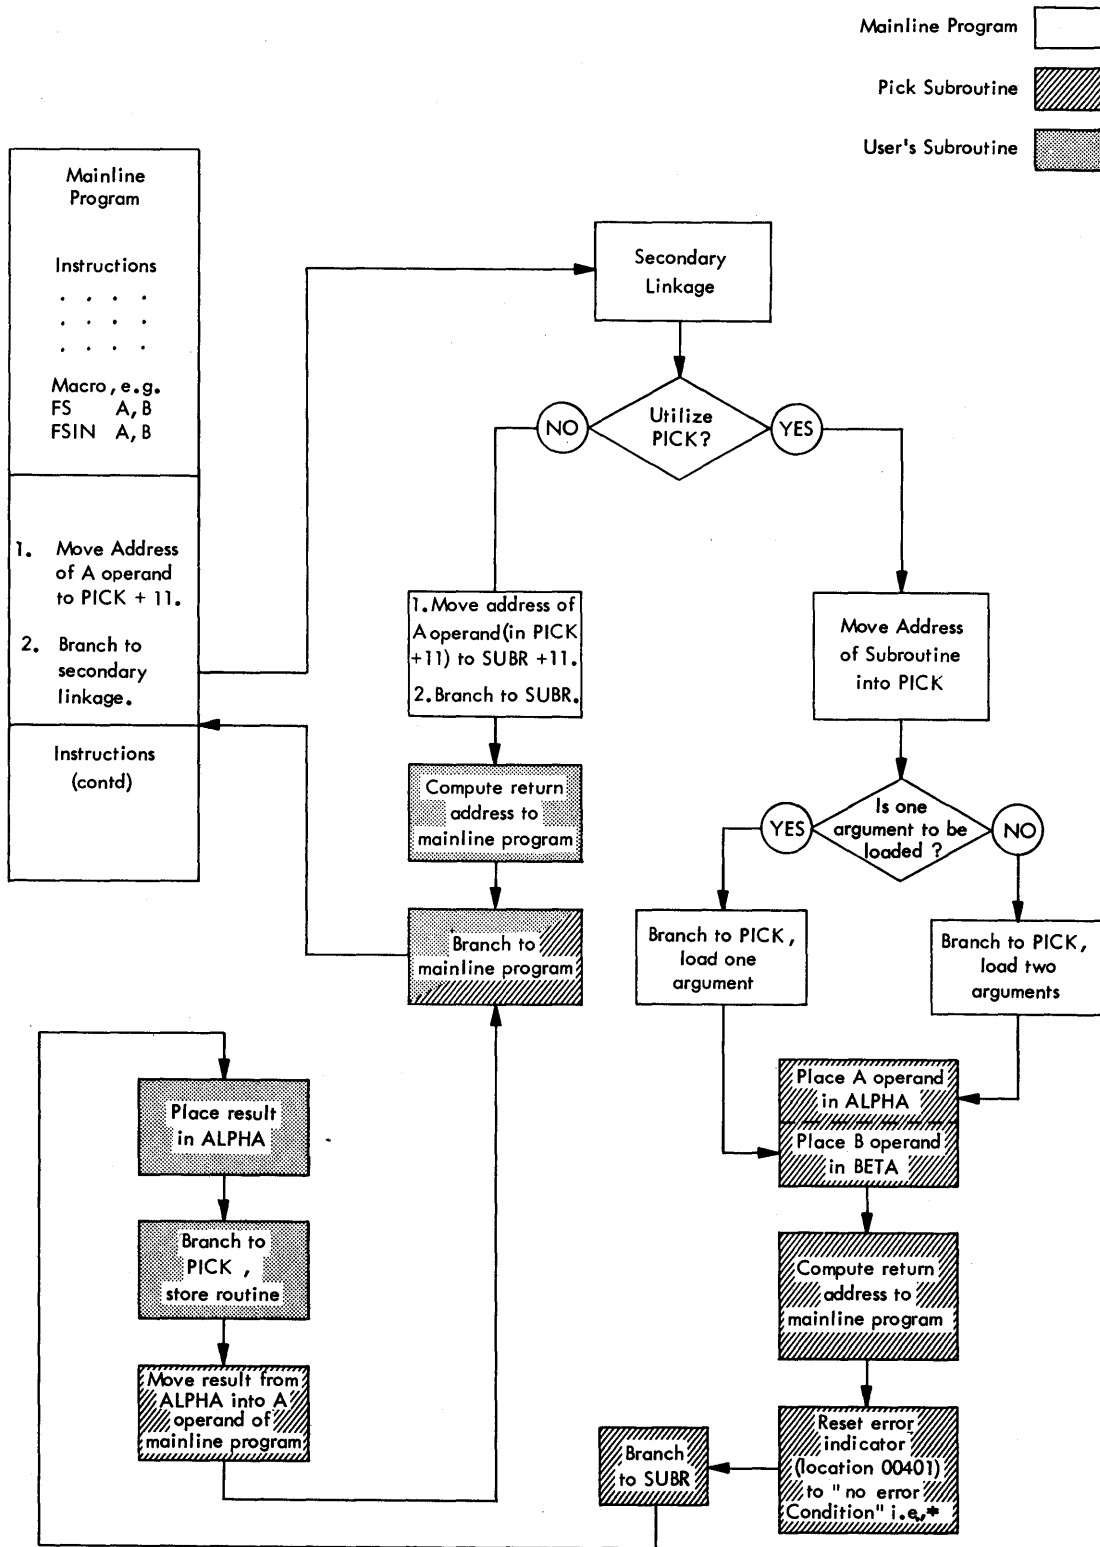 Mainline Program
Pick Subroutine
User's Subroutine
Mainline
Program
Instructions
. . . .
. . . .
. . . .
Macro, e.g.
FS A, B
FSIN A, B
1. Move Address
of A operand
to PICK + 11.
2. Branch to
secondary
linkage.
Instructions
(contd)
Secondary
Linkage
Utilize
PICK?
NO
YES
1. Move address of
A operand (in PICK
+11) to SUBR +11.
2. Branch to SUBR.
Compute return
address to
mainline program
Branch to
mainline program
Move Address
of Subroutine
into PICK
Is one
argument to be
loaded ?
YES
NO
Branch to PICK,
load one
argument
Branch to PICK,
load two
arguments
Place A operand
in ALPHA
Place B operand
in BETA
Compute return
address to
mainline program
Reset error
indicator
(location 00401)
to "no error
Condition" i.e., *
Branch
to SUBR
Place result
in ALPHA
Branch to
PICK ,
store routine
Move result from
ALPHA into A
operand of
mainline program